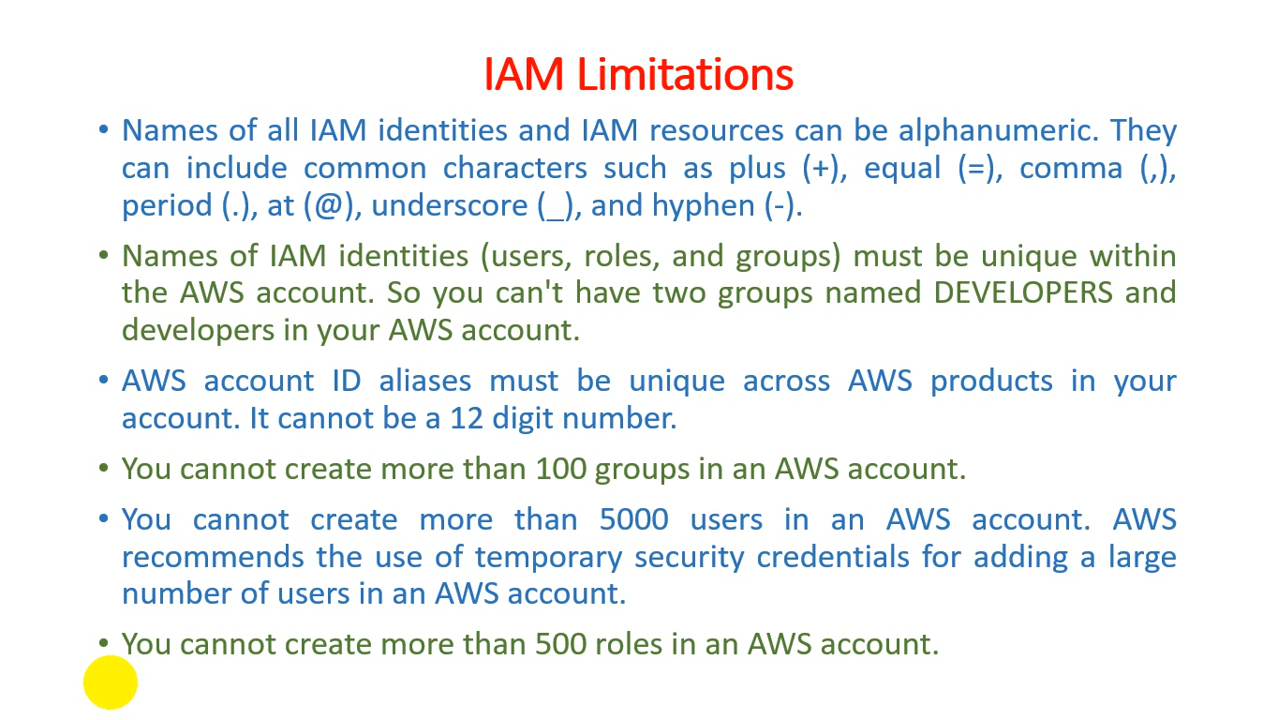 IAM Limitations
• Names of all IAM identities and IAM resources can be alphanumeric. They
can include common characters such as plus (+), equal (=), comma (,),
period (.), at (@), underscore (_), and hyphen (-).
• Names of IAM identities (users, roles, and groups) must be unique within
the AWS account. So you can't have two groups named DEVELOPERS and
developers in your AWS account.
• AWS account ID aliases must be unique across AWS products in your
account. It cannot be a 12 digit number.
• You cannot create more than 100 groups in an AWS account.
• You cannot create more than 5000 users in an AWS account. AWS
recommends the use of temporary security credentials for adding a large
number of users in an AWS account.
• You cannot create more than 500 roles in an AWS account.